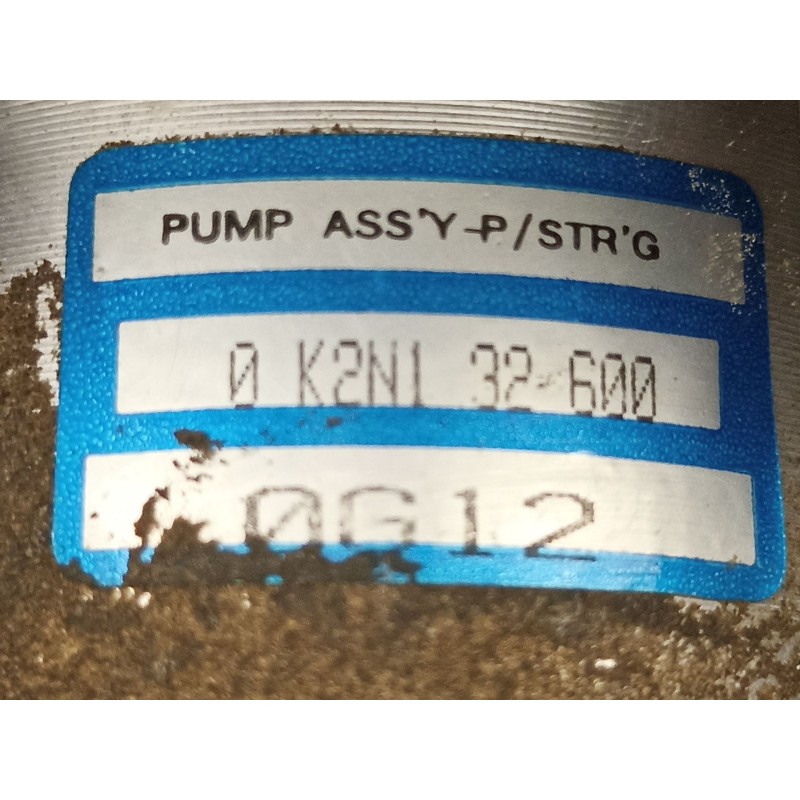 PUMP ASS'Y-P/STR'G
0 K2N1 32-600
0G12